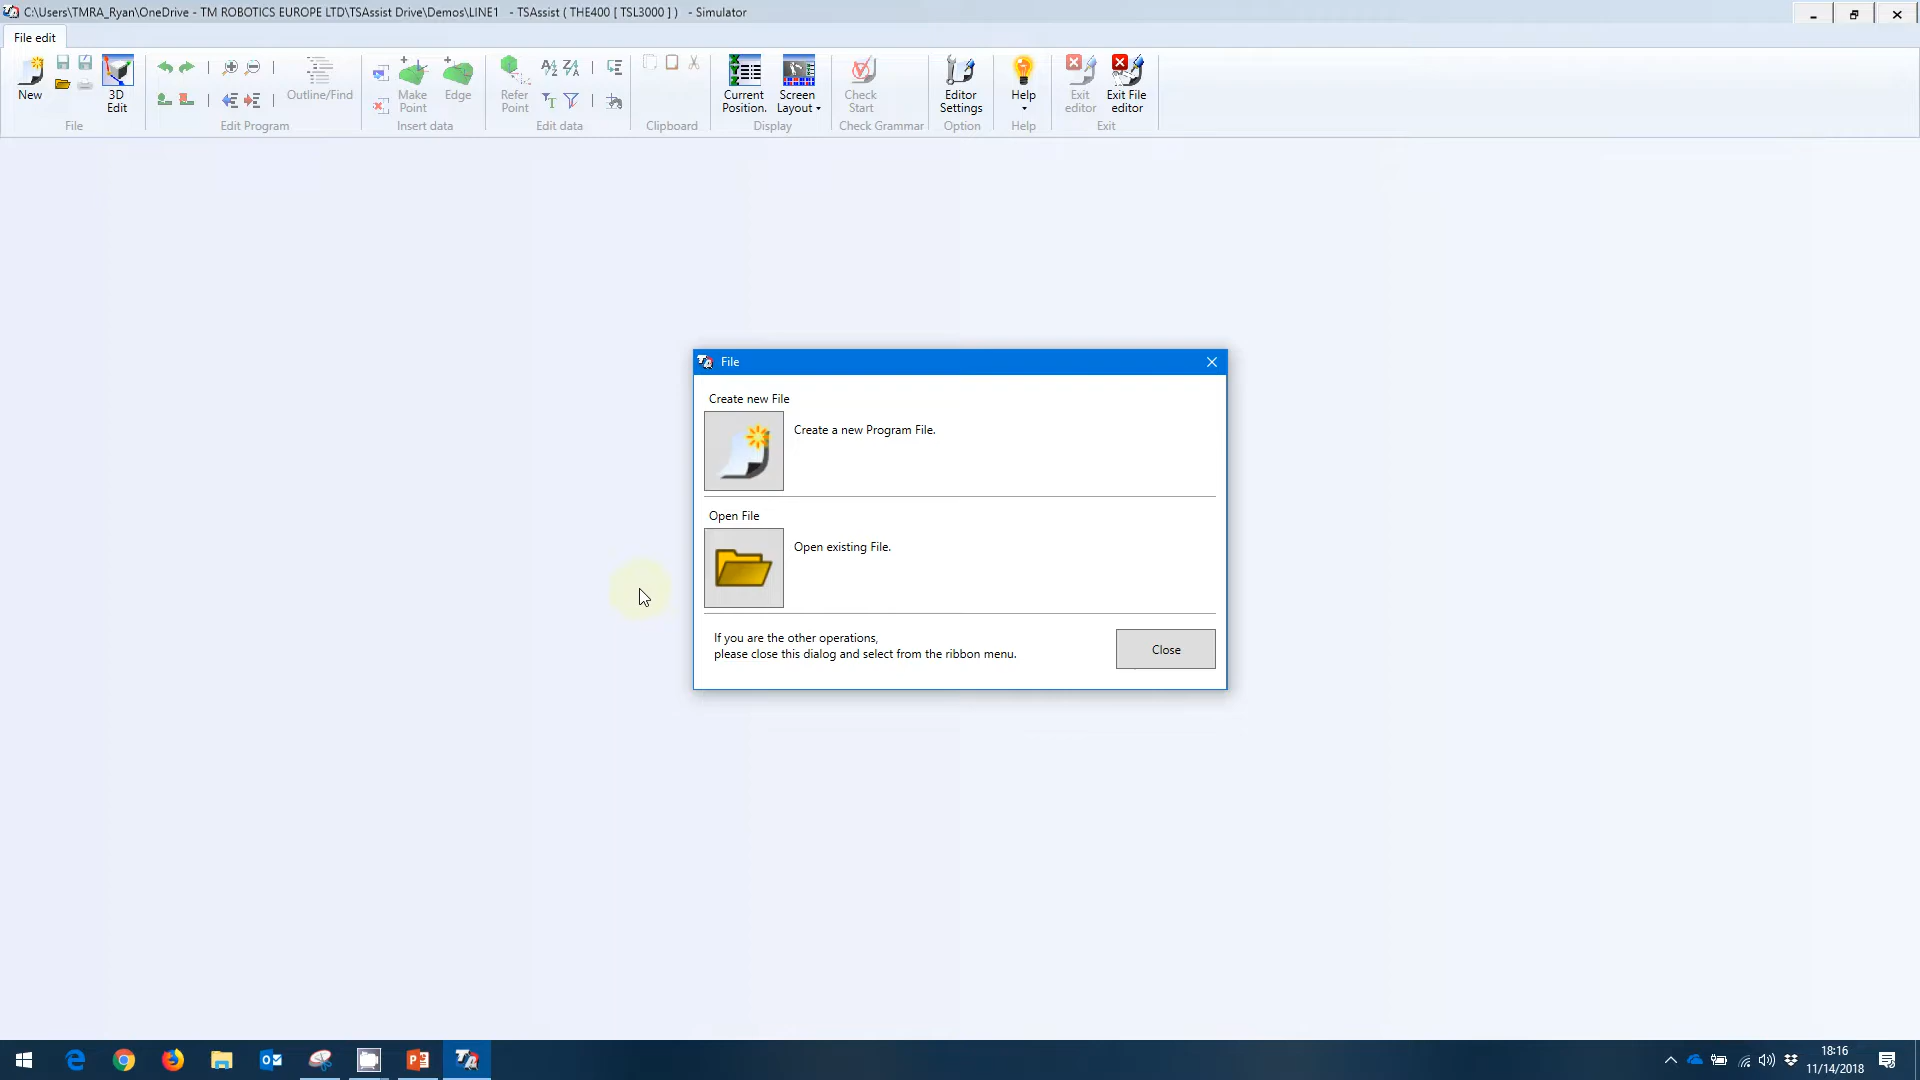 C:\Users\TMRA_Ryan\OneDrive - TM ROBOTICS EUROPE LTD\TSAssist Drive\Demos\LINE1 - TSAssist ( THE400 [ TSL3000 ] ) - Simulator
File edit
New
3D
Edit
Outline/Find
Make
Point
Edge
Refer
Point
Current
Position.
Screen
Layout
Check
Start
Editor
Settings
Help
Exit
editor
Exit File
editor
File
Edit Program
Insert data
Edit data
Clipboard
Display
Check Grammar
Option
Help
Exit
File
Create new File
Create a new Program File.
Open File
Open existing File.
If you are the other operations,
please close this dialog and select from the ribbon menu.
Close
18:16
11/14/2018